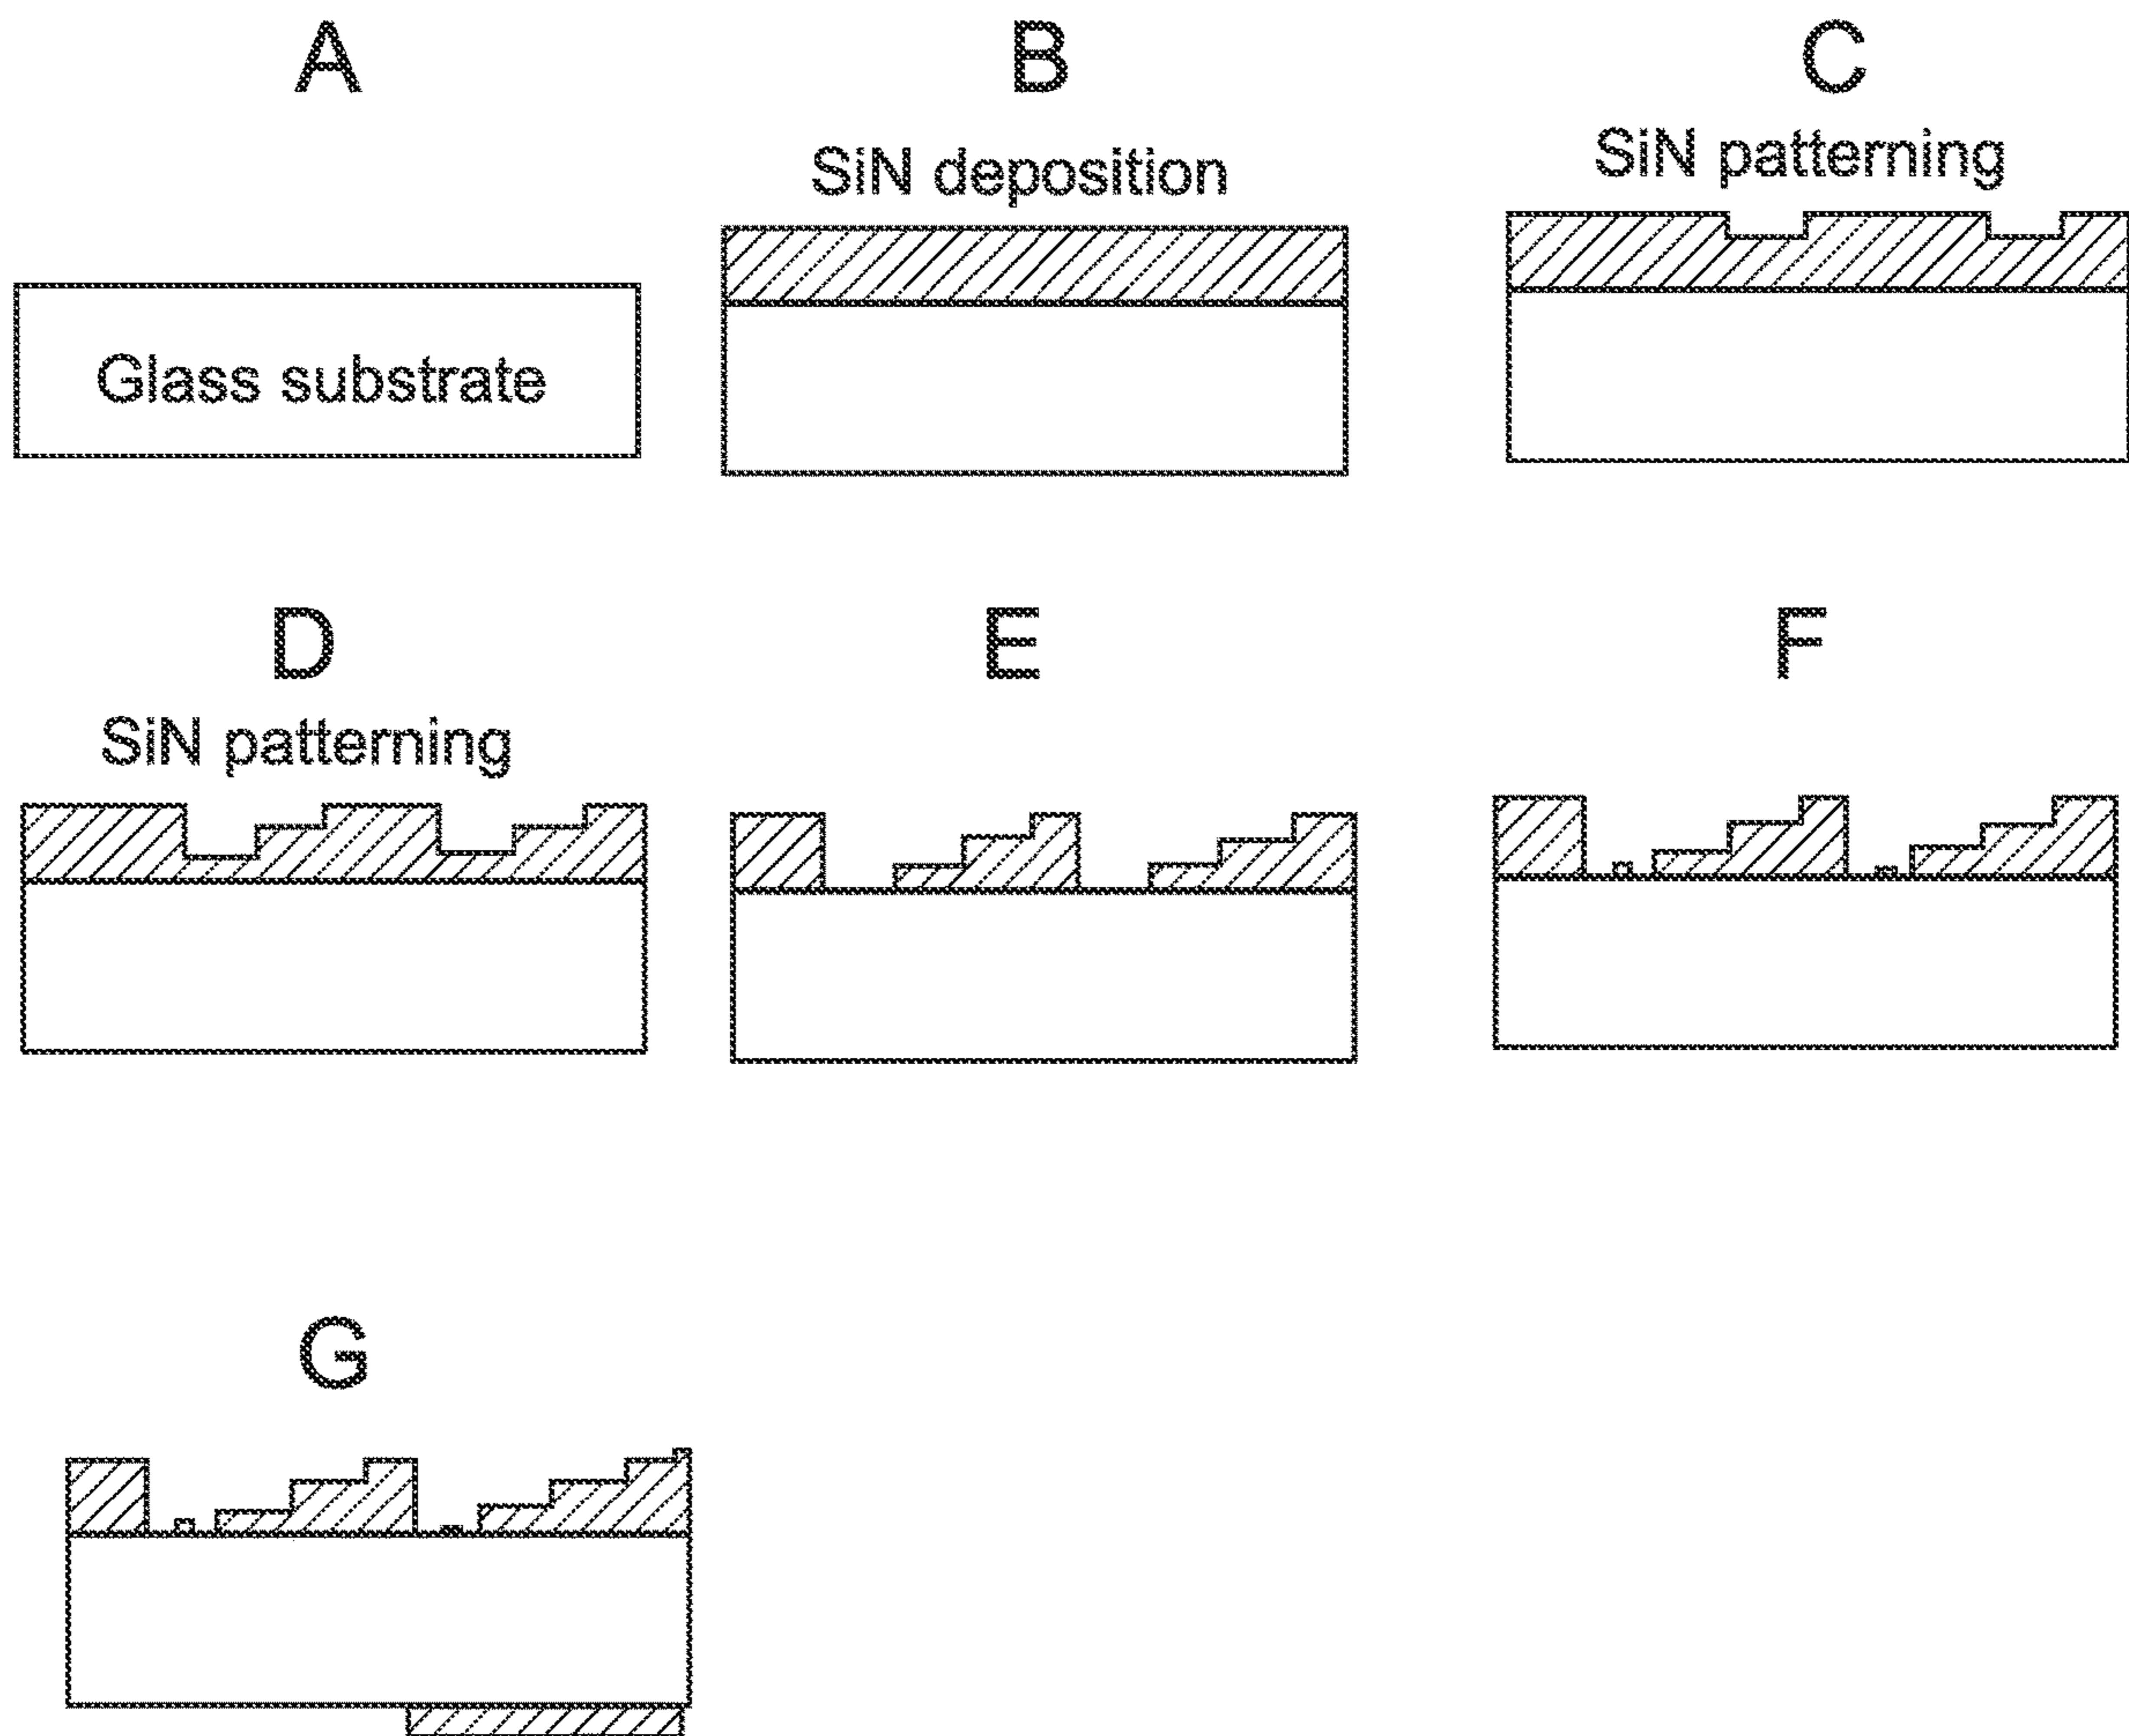 A
B
C
SiN deposition
SiN patterning
Glass substrate
D
E
F
SiN patterning
G